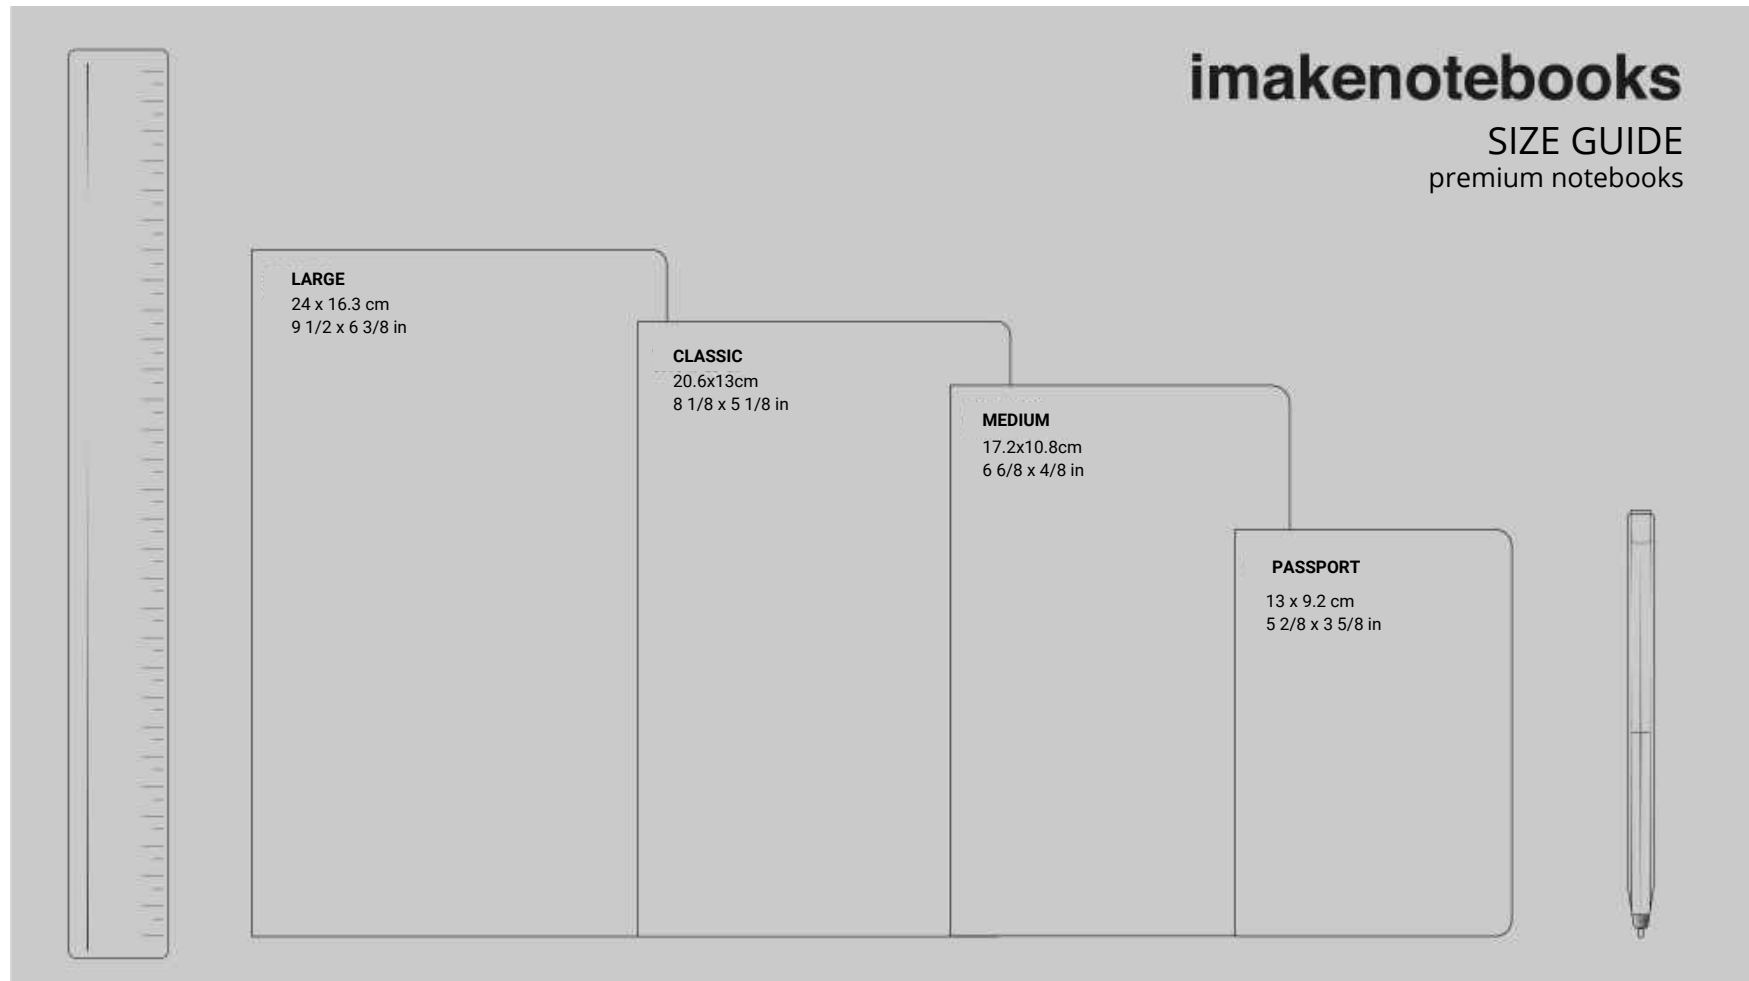 imakenotebooks
SIZE GUIDE
premium notebooks
LARGE
24 x 16.3 cm
9 1/2 x 6 3/8 in
CLASSIC
20.6x13cm
8 1/8 x 5 1/8 in
MEDIUM
17.2x10.8cm
6 6/8 x 4/8 in
PASSPORT
13 x 9.2 cm
5 2/8 x 3 5/8 in